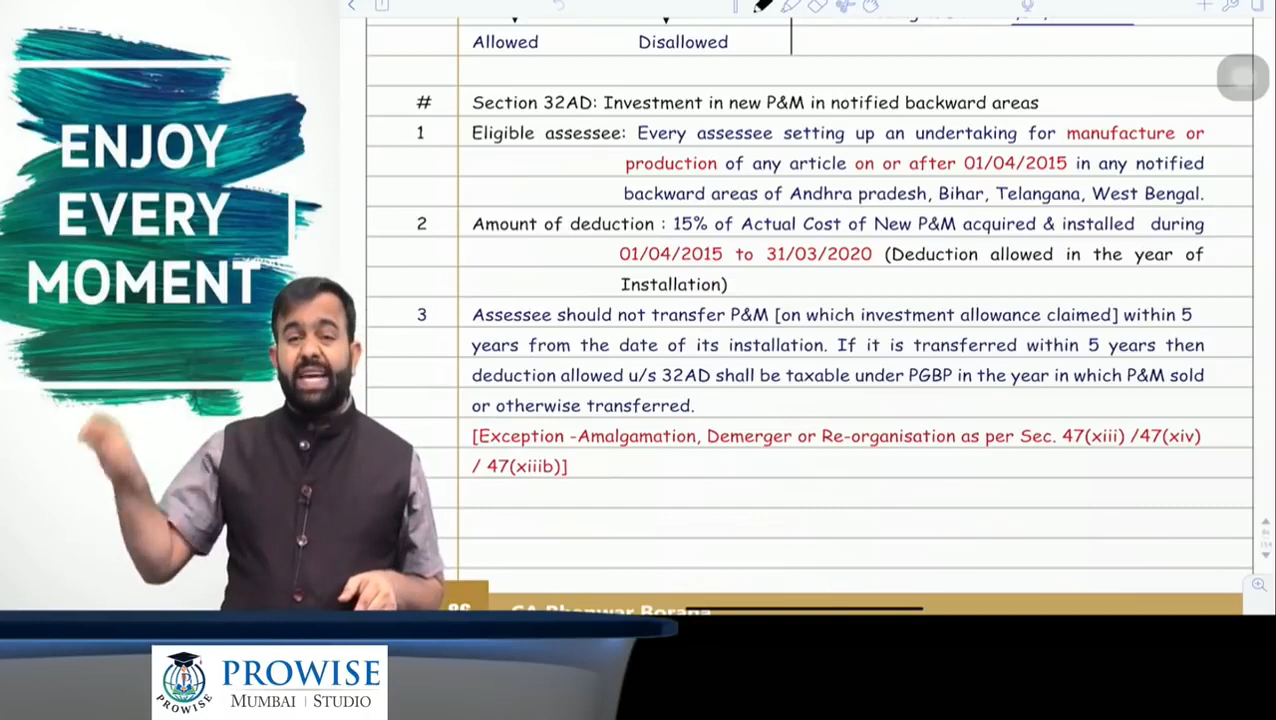 ENJOY
EVERY
MOMENT
Allowed Disallowed
# Section 32AD: Investment in new P&M in notified backward areas
1 Eligible assessee: Every assessee setting up an undertaking for manufacture or
production of any article on or after 01/04/2015 in any notified
backward areas of Andhra pradesh, Bihar, Telangana, West Bengal.
2 Amount of deduction : 15% of Actual Cost of New P&M acquired & installed during
01/04/2015 to 31/03/2020 (Deduction allowed in the year of
Installation)
3 Assessee should not transfer P&M [on which investment allowance claimed] within 5
years from the date of its installation. If it is transferred within 5 years then
deduction allowed u/s 32AD shall be taxable under PGBP in the year in which P&M sold
or otherwise transferred.
[Exception -Amalgamation, Demerger or Re-organisation as per Sec. 47(xiii) /47(xiv)
/ 47(xiiib)]
86 CA Bhanwar Borana
PROWISE
PROWISE
MUMBAI | STUDIO